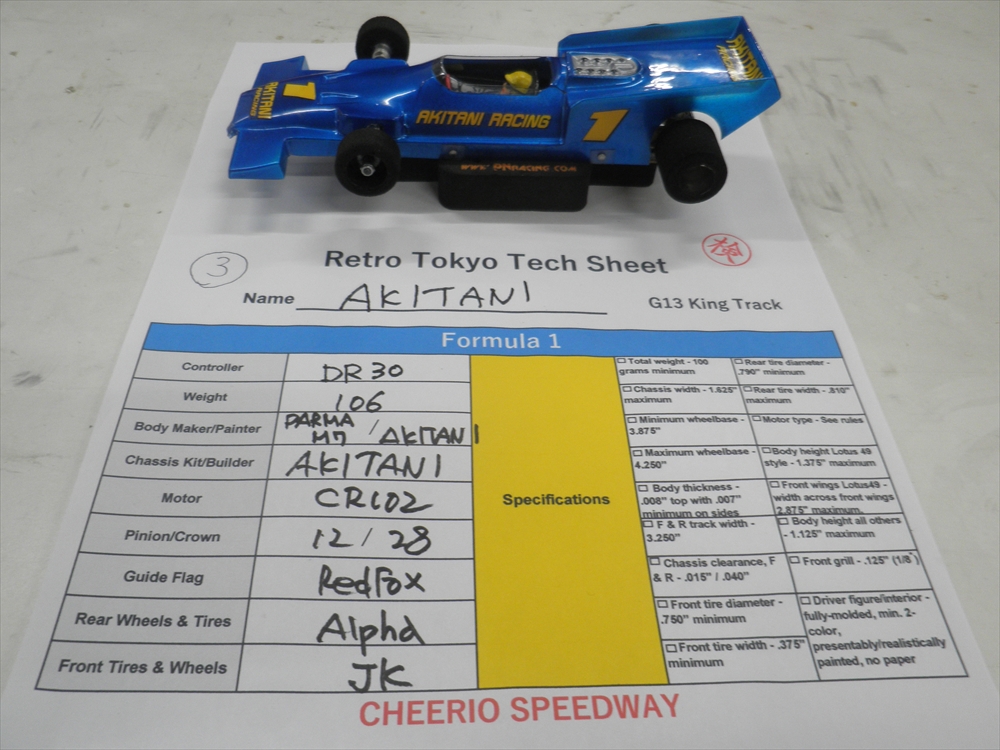 AKITANI
RACING
1
AKITANI RACING
1
AKITANI
WWW.PNRACING.COM
3
検
Retro Tokyo Tech Sheet
Name AKITANI
G13 King Track
Formula 1
Controller DR30
Weight 106
Body Maker/Painter PARMA M7 / AKITANI
Chassis Kit/Builder AKITANI
Motor CR102
Pinion/Crown 12/28
Guide Flag RedFox
Rear Wheels & Tires Alpha
Front Tires & Wheels JK
Specifications
Total weight - 100
grams minimum
Rear tire diameter -
.790" minimum
Chassis width - 1.625"
maximum
Rear tire width - .810"
maximum
Minimum wheelbase -
3.875"
Motor type - See rules
Maximum wheelbase -
4.250"
Body height Lotus 49
style - 1.375" maximum
Body thickness -
.008" top with .007"
minimum on sides
Front wings Lotus49 -
width across front wings
2.875" maximum.
F & R track width -
3.250"
Body height all others
- 1.125" maximum
Chassis clearance, F
& R - .015" / .040"
Front grill - .125" (1/8")
Front tire diameter -
.750" minimum
Driver figure/interior -
fully-molded, min. 2-
color,
presentably/realistically
painted, no paper
Front tire width - .375"
minimum
CHEERIO SPEEDWAY